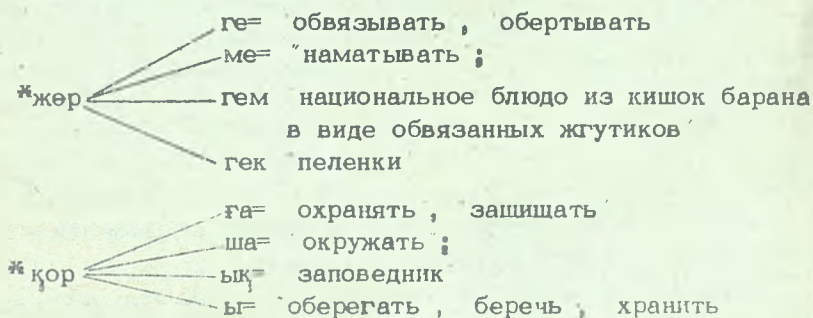 ге= обвязывать , обертывать
ме= "наматывать ;
*жөр
гем национальное блюдо из кишок барана
в виде обвязанных жгутиков'
гек пеленки
ға= охранять , зашищать
ша= окружать ;
* қор
ық= заповедник
ы= оберегать , беречь , хранить